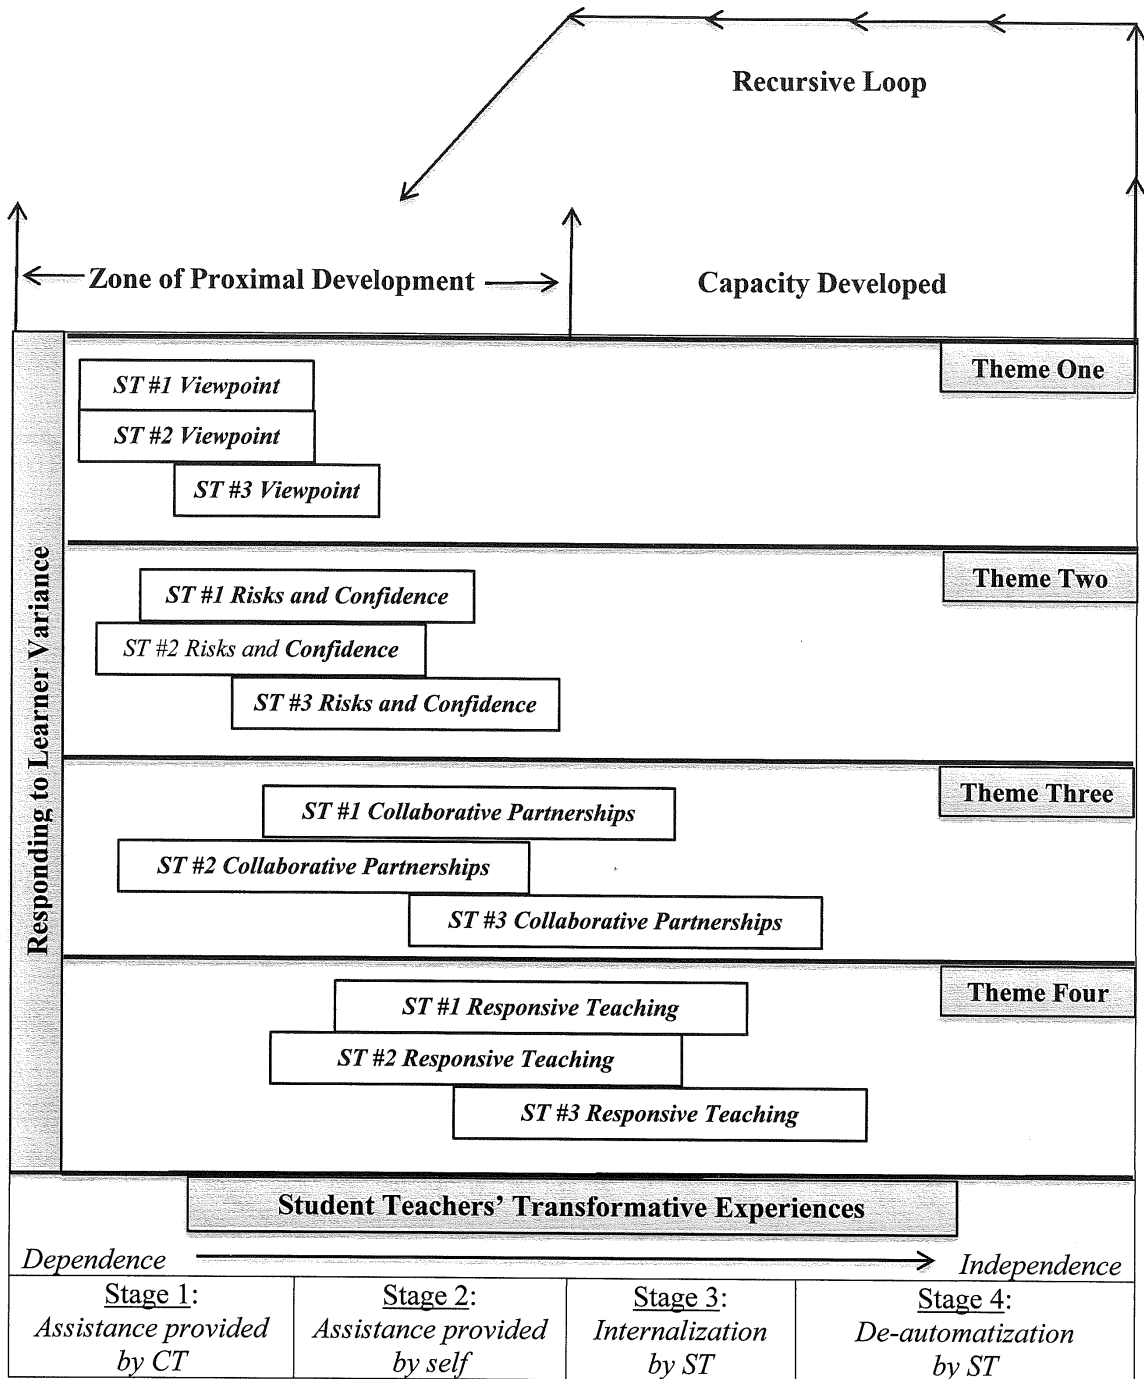 Recursive Loop
Zone of Proximal Development
Capacity Developed
Responding to Learner Variance
Theme One
ST #1 Viewpoint
ST #2 Viewpoint
ST #3 Viewpoint
Theme Two
ST #1 Risks and Confidence
ST #2 Risks and Confidence
ST #3 Risks and Confidence
Theme Three
ST #1 Collaborative Partnerships
ST #2 Collaborative Partnerships
ST #3 Collaborative Partnerships
Theme Four
ST #1 Responsive Teaching
ST #2 Responsive Teaching
ST #3 Responsive Teaching
Student Teachers' Transformative Experiences
Dependence
Independence
Stage 1:
Assistance provided
by CT
Stage 2:
Assistance provided
by self
Stage 3:
Internalization
by ST
Stage 4:
De-automatization
by ST